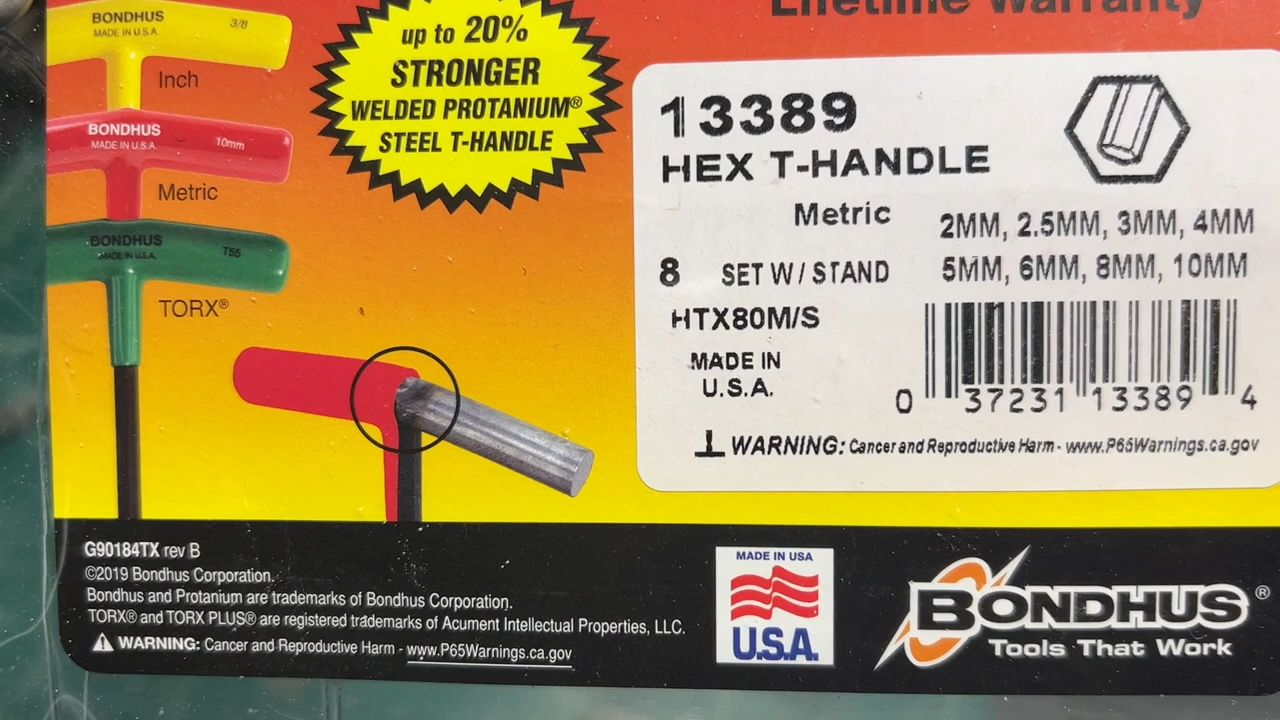 BONDHUS
MADE IN U.S.A.
3/8
Inch
BONDHUS
MADE IN U.S.A.
10mm
Metric
BONDHUS
MADE IN U.S.A.
T55
TORX®
up to 20%
STRONGER
WELDED PROTANIUM®
STEEL T-HANDLE
Lifetime Warranty
13389
HEX T-HANDLE
Metric
2MM, 2.5MM, 3MM, 4MM
8 SET W/STAND
5MM, 6MM, 8MM, 10MM
HTX80M/S
MADE IN
U.S.A.
0 37231 13389 4
WARNING: Cancer and Reproductive Harm - www.P65Warnings.ca.gov
G90184TX rev B
©2019 Bondhus Corporation.
Bondhus and Protanium are trademarks of Bondhus Corporation.
TORX® and TORX PLUS® are registered trademarks of Acument Intellectual Properties, LLC.
WARNING: Cancer and Reproductive Harm - www.P65Warnings.ca.gov
MADE IN USA
U.S.A.
BONDHUS®
Tools That Work